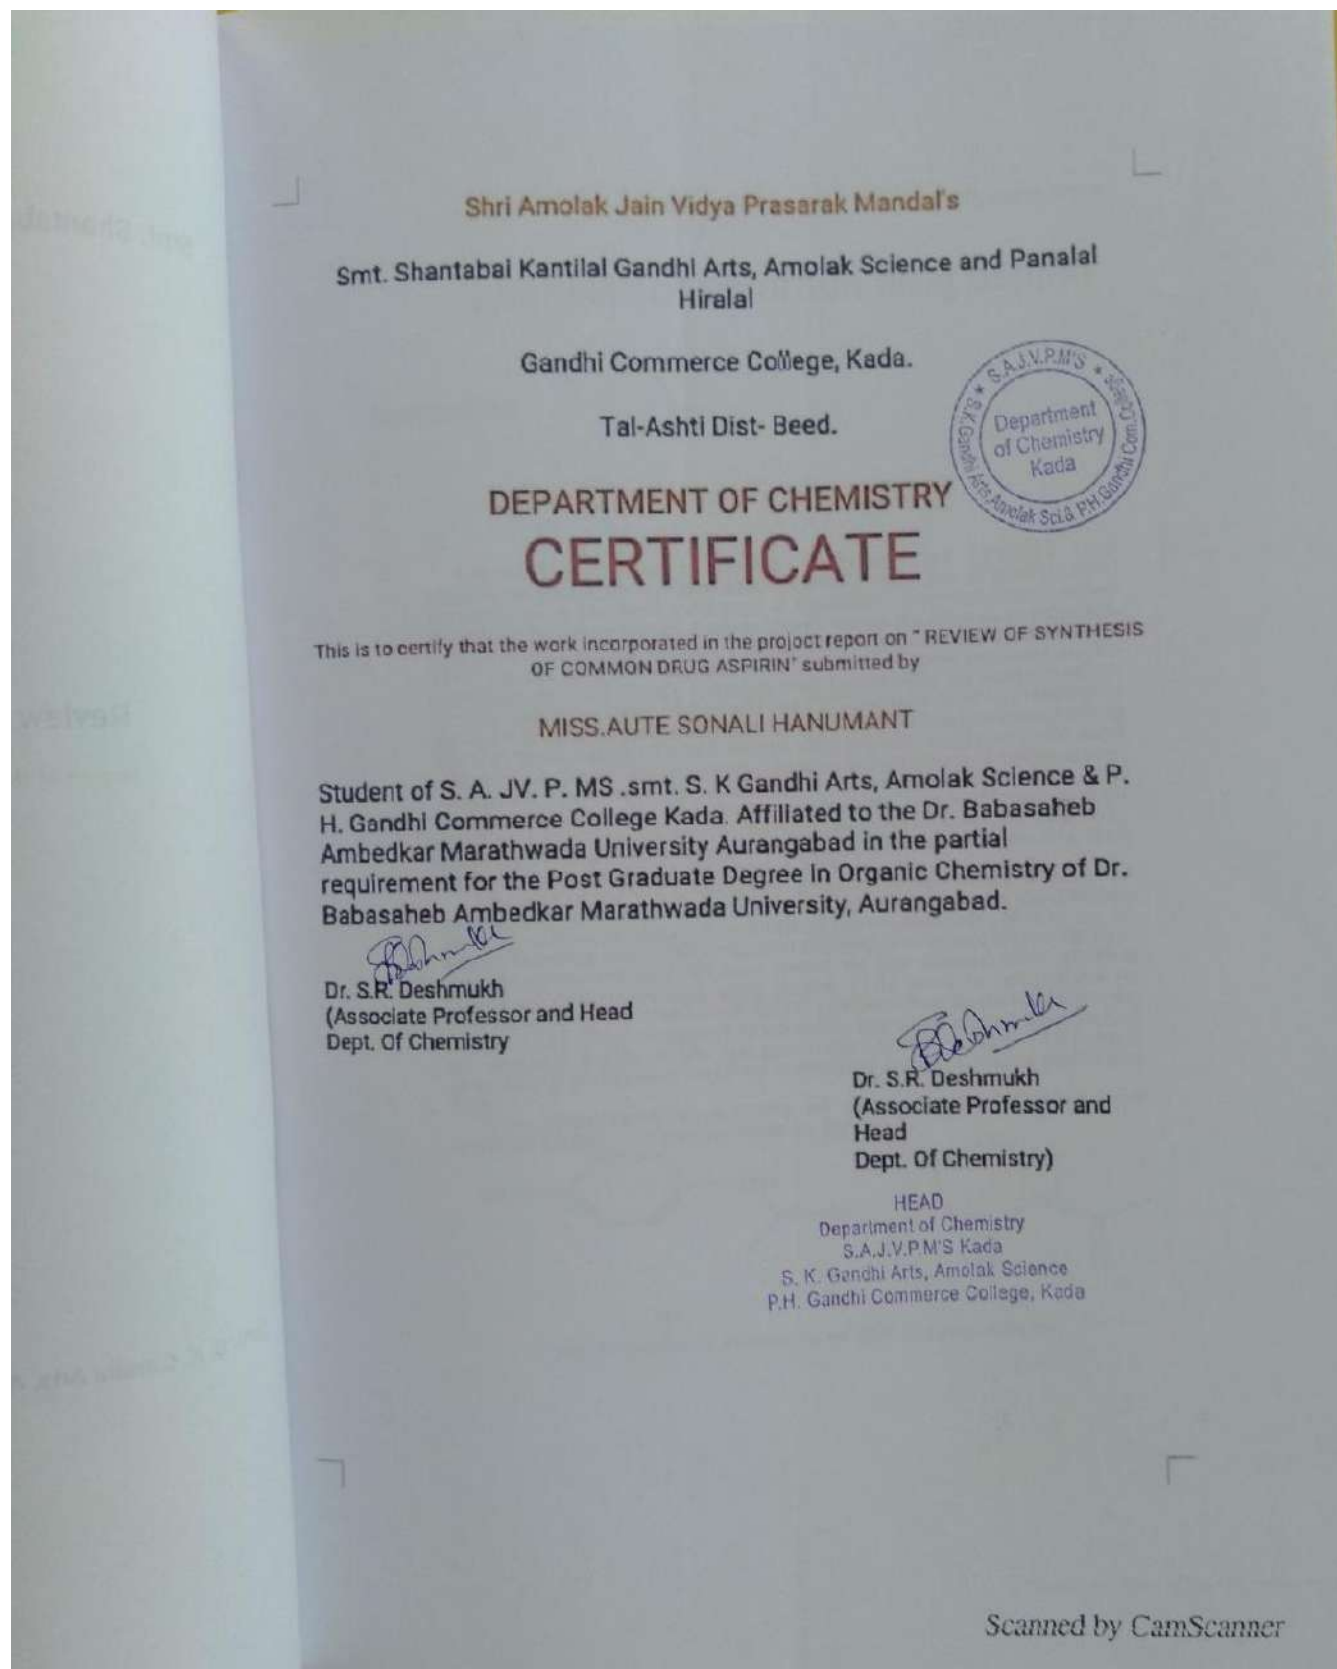 Shri Amolak Jain Vidya Prasarak Mandal's
Smt. Shantabai Kantilal Gandhi Arts, Amolak Science and Panalal
Hiralal
Gandhi Commerce College, Kada.
Tal-Ashti Dist- Beed.
S.A.J.V.P.M'S
S.K.Gandhi Arts, Amolak Sci.& P.H.Gandhi Com.College
Department
of Chemistry
Kada
DEPARTMENT OF CHEMISTRY
CERTIFICATE
This is to certify that the work incorporated in the project report on " REVIEW OF SYNTHESIS
OF COMMON DRUG ASPIRIN" submitted by
MISS.AUTE SONALI HANUMANT
Student of S. A. JV. P. MS .smt. S. K Gandhi Arts, Amolak Science & P.
H. Gandhi Commerce College Kada. Affiliated to the Dr. Babasaheb
Ambedkar Marathwada University Aurangabad in the partial
requirement for the Post Graduate Degree in Organic Chemistry of Dr.
Babasaheb Ambedkar Marathwada University, Aurangabad.
Dr. S.R. Deshmukh
(Associate Professor and Head
Dept. Of Chemistry
Dr. S.R. Deshmukh
(Associate Professor and
Head
Dept. Of Chemistry)
HEAD
Department of Chemistry
S.A.J.V.P.M'S Kada
S. K. Gandhi Arts, Amolak Science
P.H. Gandhi Commerce College, Kada
Scanned by CamScanner